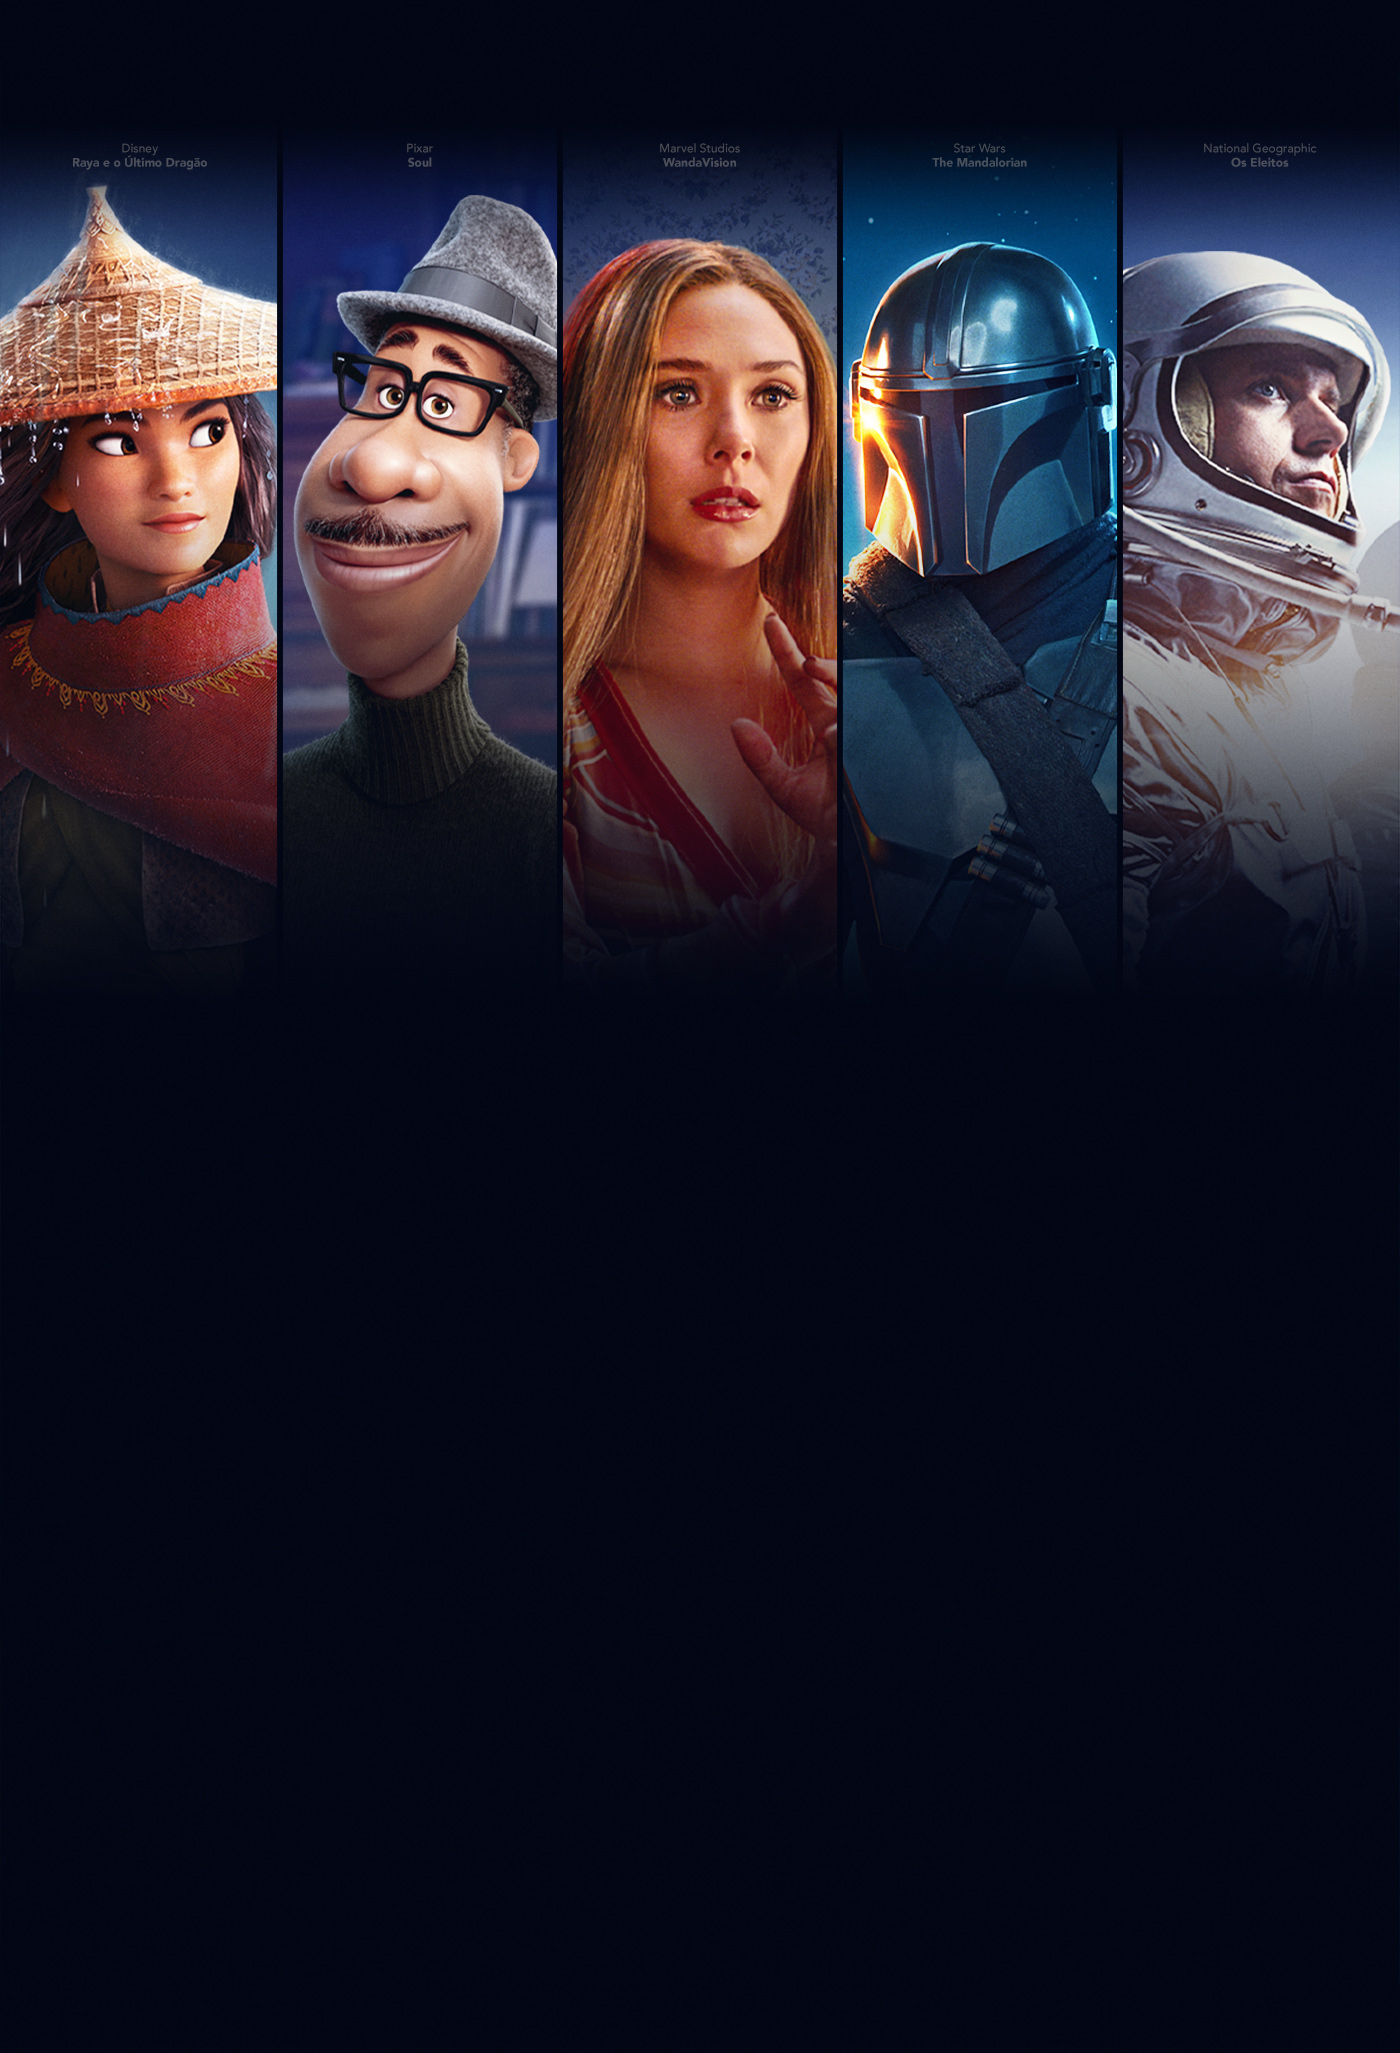 Disney
Raya e o Último Dragão
Pixar
Soul
Marvel Studios
WandaVision
Star Wars
The Mandalorian
National Geographic
Os Eleitos